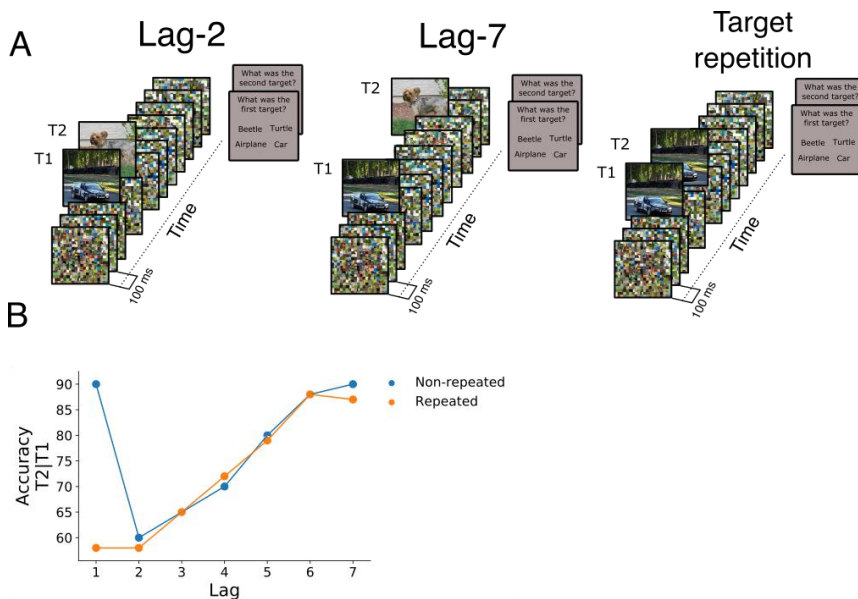 A
Lag-2
Lag-7
Target
repetition
T2
T1
What was the
second target?
What was the
first target?
Beetle Turtle
Airplane Car
Time
100 ms
T2
T1
What was the
second target?
What was the
first target?
Beetle Turtle
Airplane Car
Time
100 ms
T2
T1
What was the
second target?
What was the
first target?
Beetle Turtle
Airplane Car
Time
100 ms
B
Accuracy
T2|T1
90
85
80
75
70
65
60
Non-repeated
Repeated
1 2 3 4 5 6 7
Lag